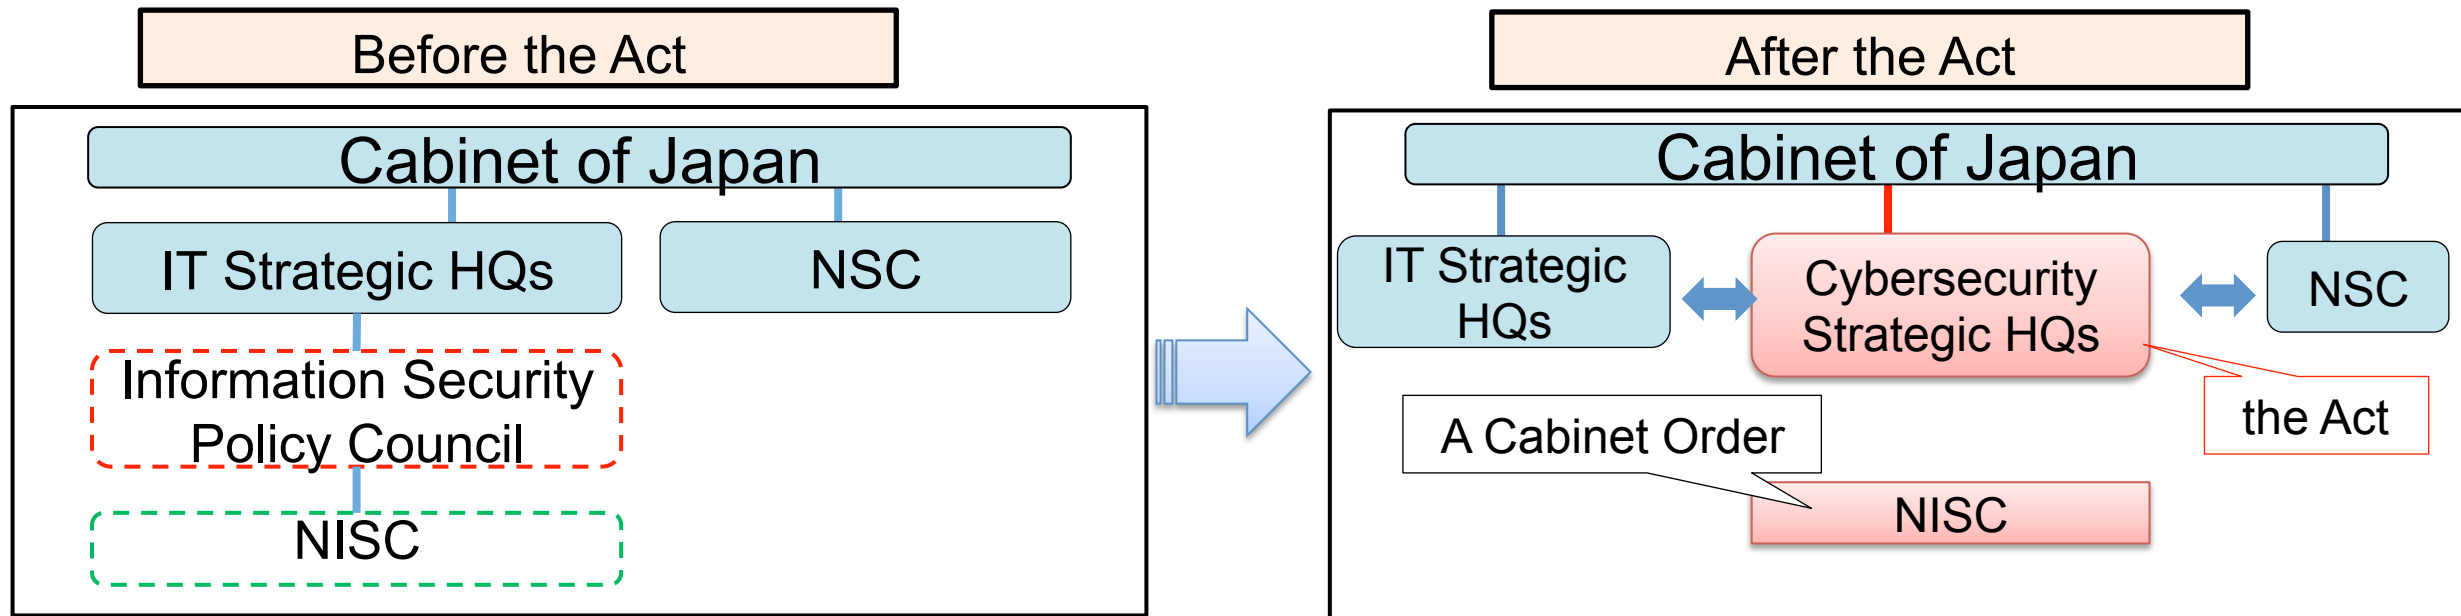 Before the Act
Cabinet of Japan
IT Strategic HQs
NSC
Information Security
Policy Council
NISC
After the Act
Cabinet of Japan
IT Strategic
HQs
Cybersecurity
Strategic HQs
NSC
the Act
A Cabinet Order
NISC